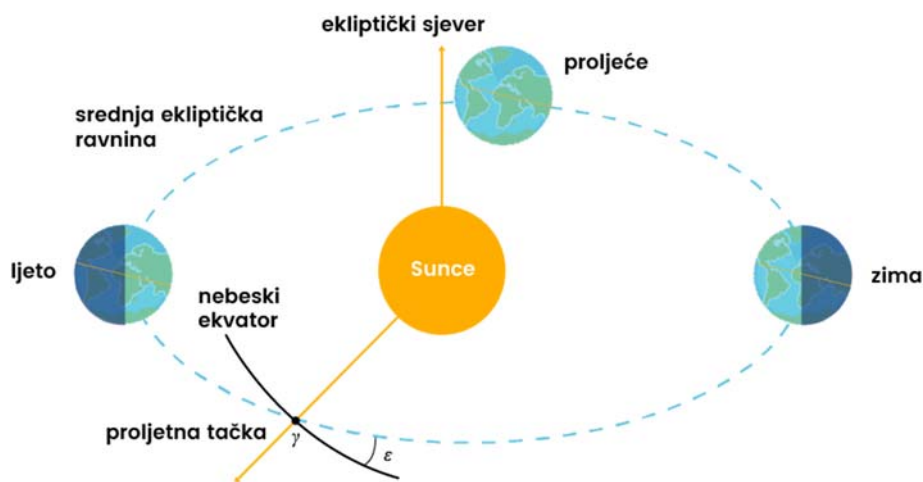 ekliptički sjever
proljeće
srednja ekliptička
ravnina
ljeto
Sunce
zima
nebeski
ekvator
proljetna tačka
γ
ε